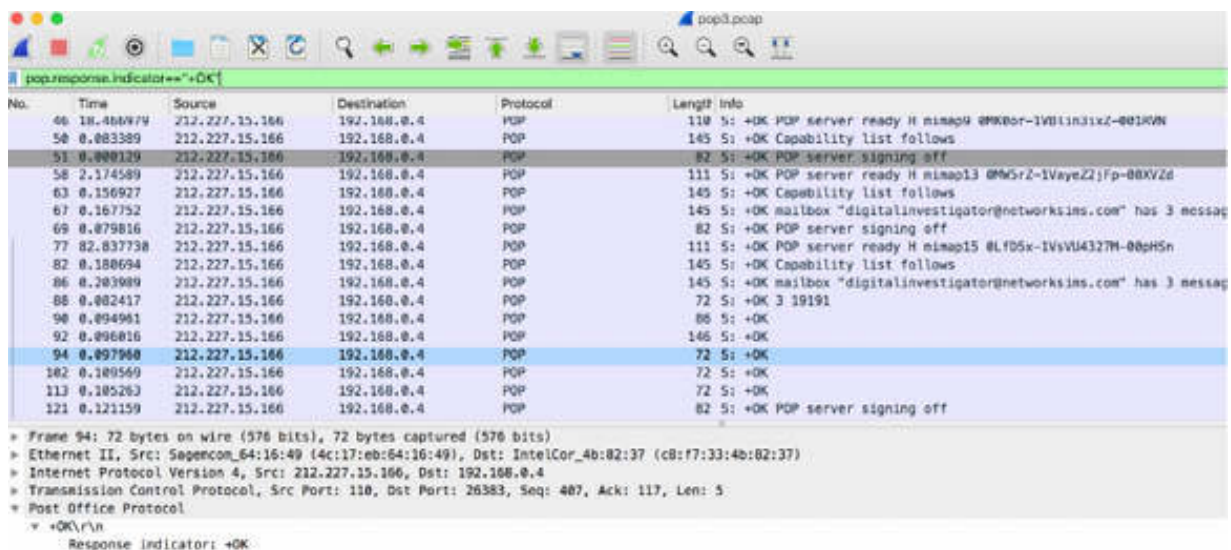 pop3.pcap
pop.response.indicator=="+OK"
No. Time Source Destination Protocol Length Info
46 18.466979 212.227.15.166 192.168.0.4 POP 110 S: +OK POP server ready H mimap9
50 0.083389 212.227.15.166 192.168.0.4 POP 145 S: +OK Capability list follows
51 0.080129 212.227.15.166 192.168.0.4 POP 82 S: +OK POP server signing off
58 2.174589 212.227.15.166 192.168.0.4 POP 111 S: +OK POP server ready H mimap13
63 0.156927 212.227.15.166 192.168.0.4 POP 145 S: +OK Capability list follows
67 0.167752 212.227.15.166 192.168.0.4 POP 145 S: +OK mailbox "digitalinvestigator@networksims.com" has 3 messag
69 0.079816 212.227.15.166 192.168.0.4 POP 82 S: +OK POP server signing off
77 82.837730 212.227.15.166 192.168.0.4 POP 111 S: +OK POP server ready H mimap15
82 0.180694 212.227.15.166 192.168.0.4 POP 145 S: +OK Capability list follows
86 0.203989 212.227.15.166 192.168.0.4 POP 145 S: +OK mailbox "digitalinvestigator@networksims.com" has 3 messag
88 0.082417 212.227.15.166 192.168.0.4 POP 72 S: +OK 3 19191
90 0.094961 212.227.15.166 192.168.0.4 POP 86 S: +OK
92 0.096016 212.227.15.166 192.168.0.4 POP 146 S: +OK
94 0.097960 212.227.15.166 192.168.0.4 POP 72 S: +OK
102 0.109569 212.227.15.166 192.168.0.4 POP 72 S: +OK
113 0.105263 212.227.15.166 192.168.0.4 POP 72 S: +OK
121 0.121159 212.227.15.166 192.168.0.4 POP 82 S: +OK POP server signing off
Frame 94: 72 bytes on wire (576 bits), 72 bytes captured (576 bits)
Ethernet II, Src: Sagemcom_64:16:49 (4c:17:eb:64:16:49), Dst: IntelCor_4b:82:37 (c8:f7:33:4b:82:37)
Internet Protocol Version 4, Src: 212.227.15.166, Dst: 192.168.0.4
Transmission Control Protocol, Src Port: 110, Dst Port: 26383, Seq: 407, Ack: 117, Len: 5
Post Office Protocol
+OK\r\n
Response indicator: +OK